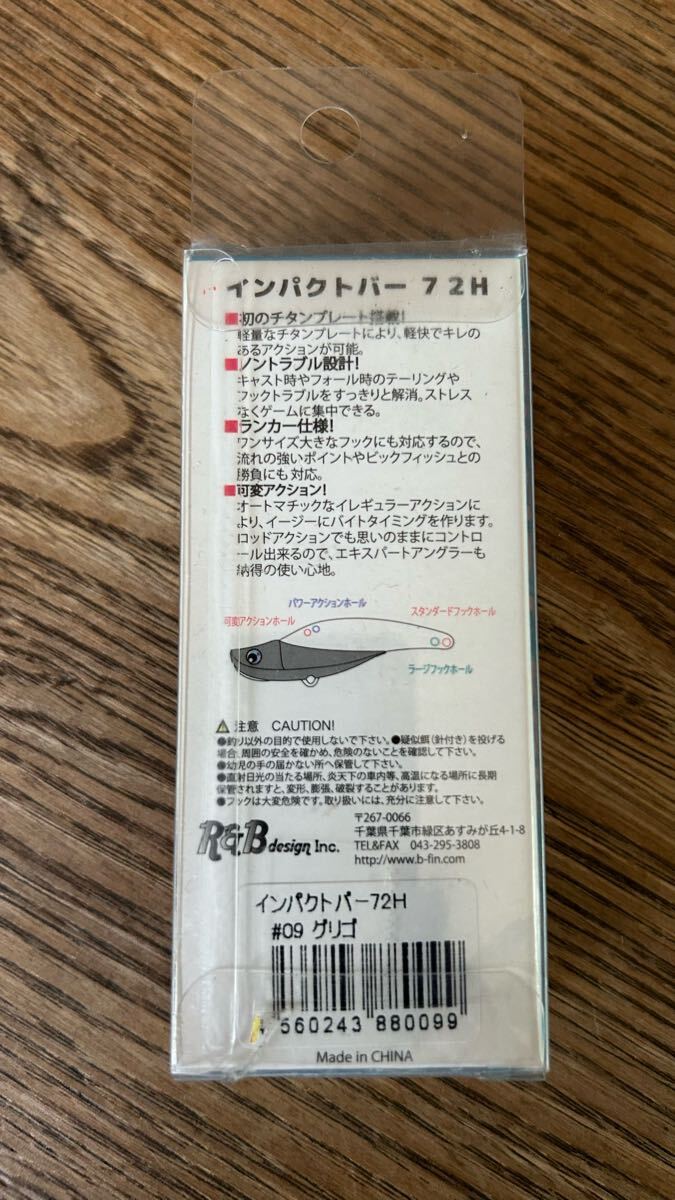 インパクトバー 72H
■初のチタンプレート搭載!
軽量なチタンプレートにより、軽快でキレの
あるアクションが可能。
■ノントラブル設計!
キャスト時やフォール時のテーリングや
フックトラブルをすっきりと解消。ストレス
なくゲームに集中できる。
■ランカー仕様!
ワンサイズ大きなフックにも対応するので、
流れの強いポイントやビックフィッシュとの
勝負にも対応。
■可変アクション!
オートマチックなイレギュラーアクションに
より、イージーにバイトタイミングを作ります。
ロッドアクションでも思いのままにコントロ
ール出来るので、エキスパートアングラーも
納得の使い心地。
パワーアクションホール
可変アクションホール
スタンダードフックホール
ラージフックホール
注意 CAUTION!
●釣り以外の目的で使用しないで下さい。●疑似餌(針付き)を投げる
場合、周囲の安全を確かめ、危険のないことを確認して下さい。
●幼児の手の届かない所へ保管して下さい。
●直射日光の当たる場所、炎天下の車内等、高温になる場所に長期
保管されますと、変形、膨張、破裂することがあります。
●フックは大変危険です。取り扱いには、充分に注意して下さい。
R&B design Inc.
〒267-0066
千葉県千葉市緑区あすみが丘4-1-8
TEL&FAX 043-295-3808
http://www.b-fin.com
インパクトバー72H
#09 グリゴ
4 560243 880099
Made in CHINA